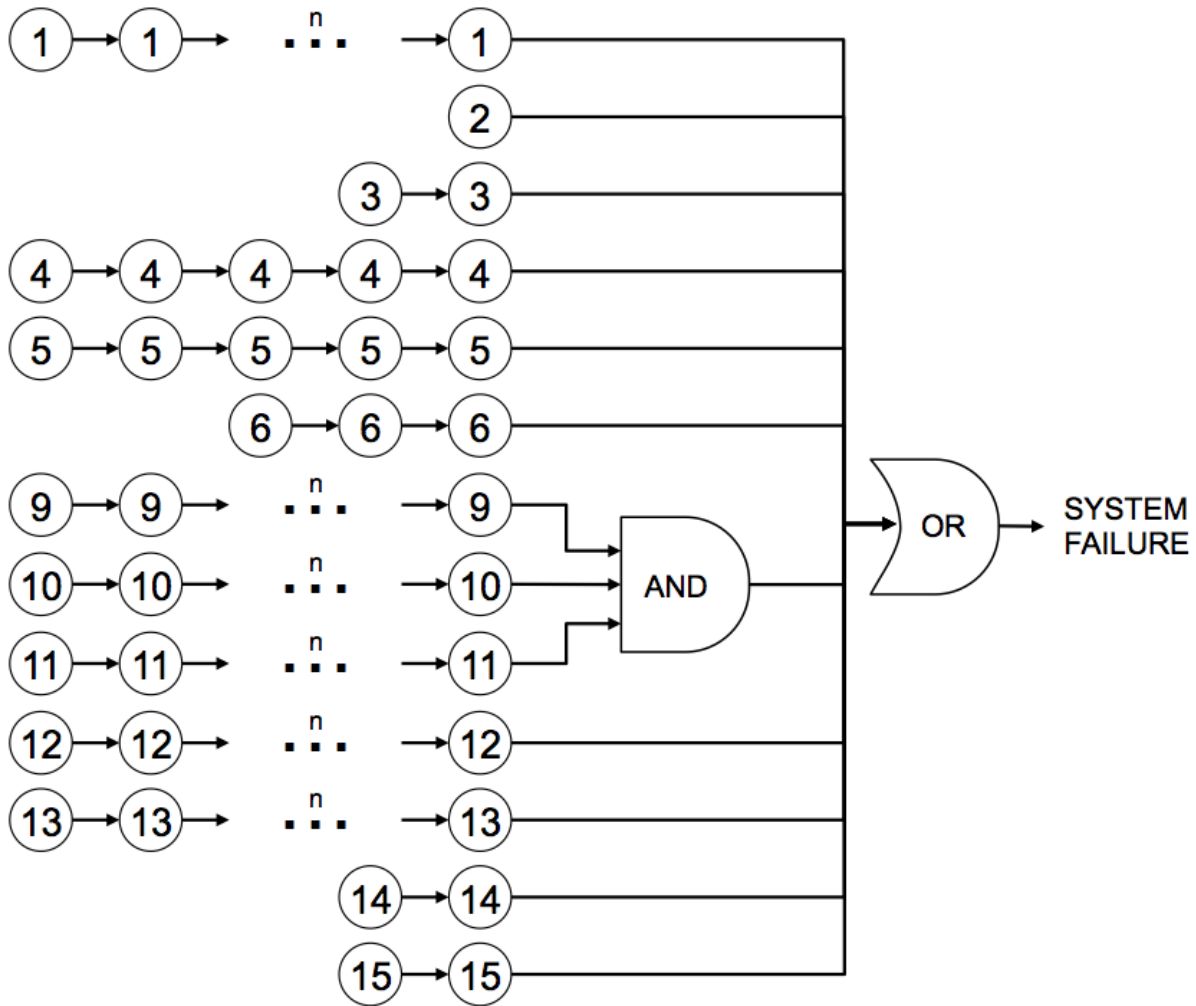 1 1 n ... 1
2
3 3
4 4 4 4 4
5 5 5 5 5
6 6 6
9 9 n ... 9
10 10 n ... 10
11 11 n ... 11
AND
OR
SYSTEM
FAILURE
12 12 n ... 12
13 13 n ... 13
14 14
15 15